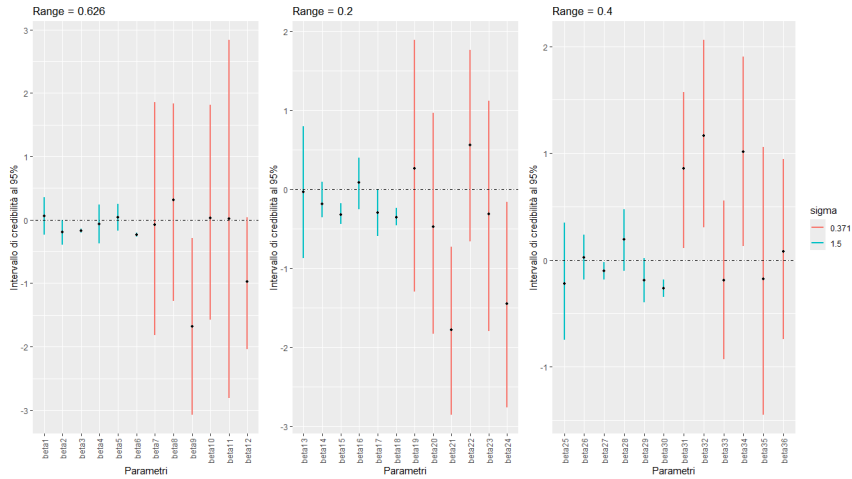 Range = 0.626
Range = 0.2
Range = 0.4
Intervallo di credbilità al 95%
3
2
1
0
-1
-2
-3
beta1
beta2
beta3
beta4
beta5
beta6
beta7
beta8
beta9
beta10
beta11
beta12
Parametri
Intervallo di credbilità al 95%
2
1
0
-1
-2
-3
beta13
beta14
beta15
beta16
beta17
beta18
beta19
beta20
beta21
beta22
beta23
beta24
Parametri
Intervallo di credbilità al 95%
2
1
0
-1
beta25
beta26
beta27
beta28
beta29
beta30
beta31
beta32
beta33
beta34
beta35
beta36
Parametri
sigma
0.371
1.5